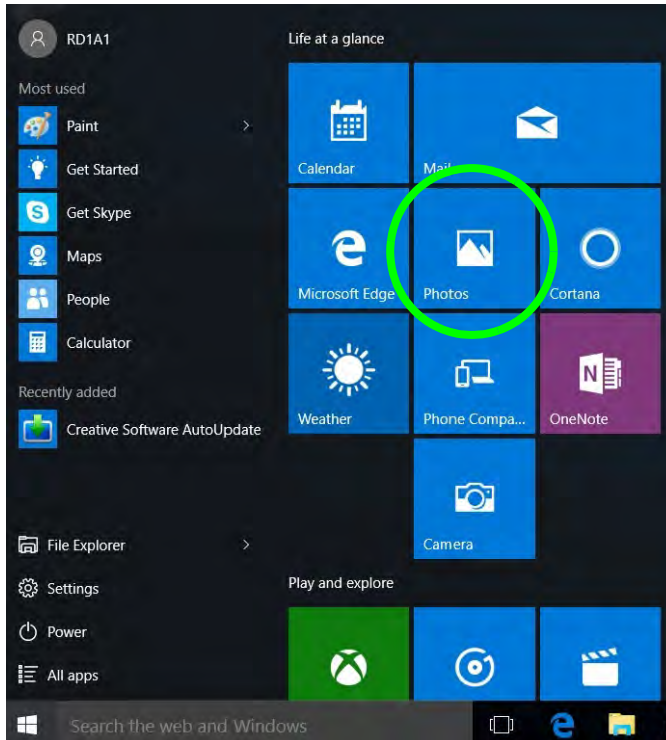 RD1A1
Most used
Paint
Get Started
Get Skype
Maps
People
Calculator
Recently added
Creative Software AutoUpdate
File Explorer
Settings
Power
All apps
Life at a glance
Calendar
Mail
Microsoft Edge
Photos
Cortana
Weather
Phone Compa...
OneNote
Camera
Play and explore
Search the web and Windows